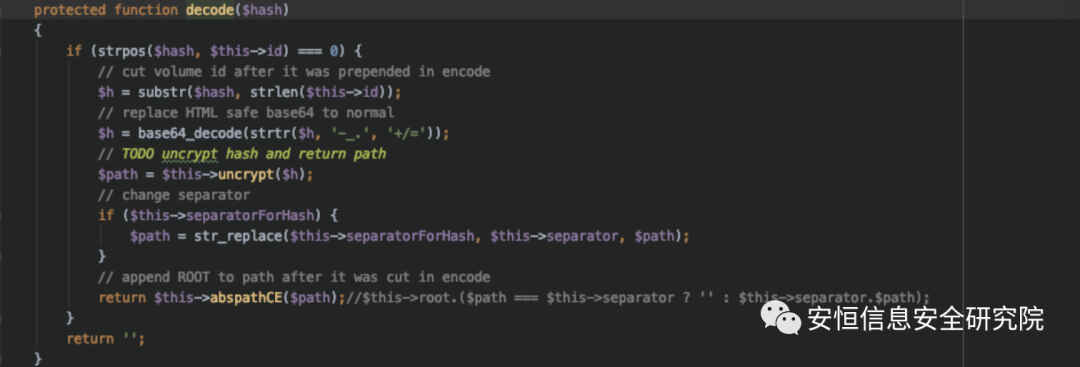 protected function decode($hash)
{
    if (strpos($hash, $this->id) === 0) {
        // cut volume id after it was prepended in encode
        $h = substr($hash, strlen($this->id));
        // replace HTML safe base64 to normal
        $h = base64_decode(strtr($h, '-_.', '+/='));
        // TODO uncrypt hash and return path
        $path = $this->uncrypt($h);
        // change separator
        if ($this->separatorForHash) {
            $path = str_replace($this->separatorForHash, $this->separator, $path);
        }
        // append ROOT to path after it was cut in encode
        return $this->abspathCE($path);//$this->root.($path === $this->separator ? '' : $this->separator.$path);
    }
    return '';
}
安恒信息安全研究院